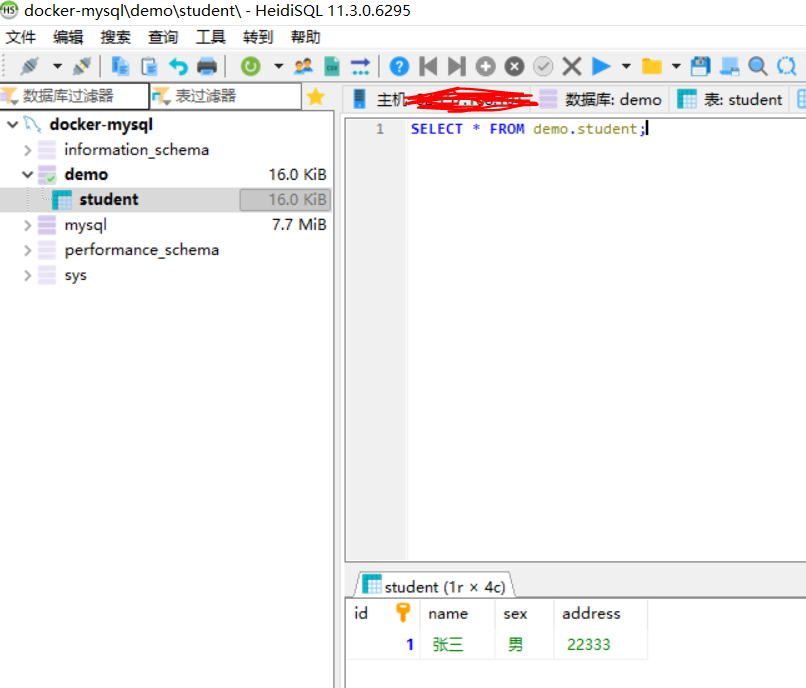 docker-mysql\demo\student\ - HeidiSQL 11.3.0.6295
文件 编辑 搜索 查询 工具 转到 帮助
数据库过滤器 表过滤器 主机: 数据库: demo 表: student
docker-mysql
information_schema
demo 16.0 KiB
student 16.0 KiB
mysql 7.7 MiB
performance_schema
sys
1 SELECT * FROM demo.student;
student (1r × 4c)
id name sex address
1 张三 男 22333